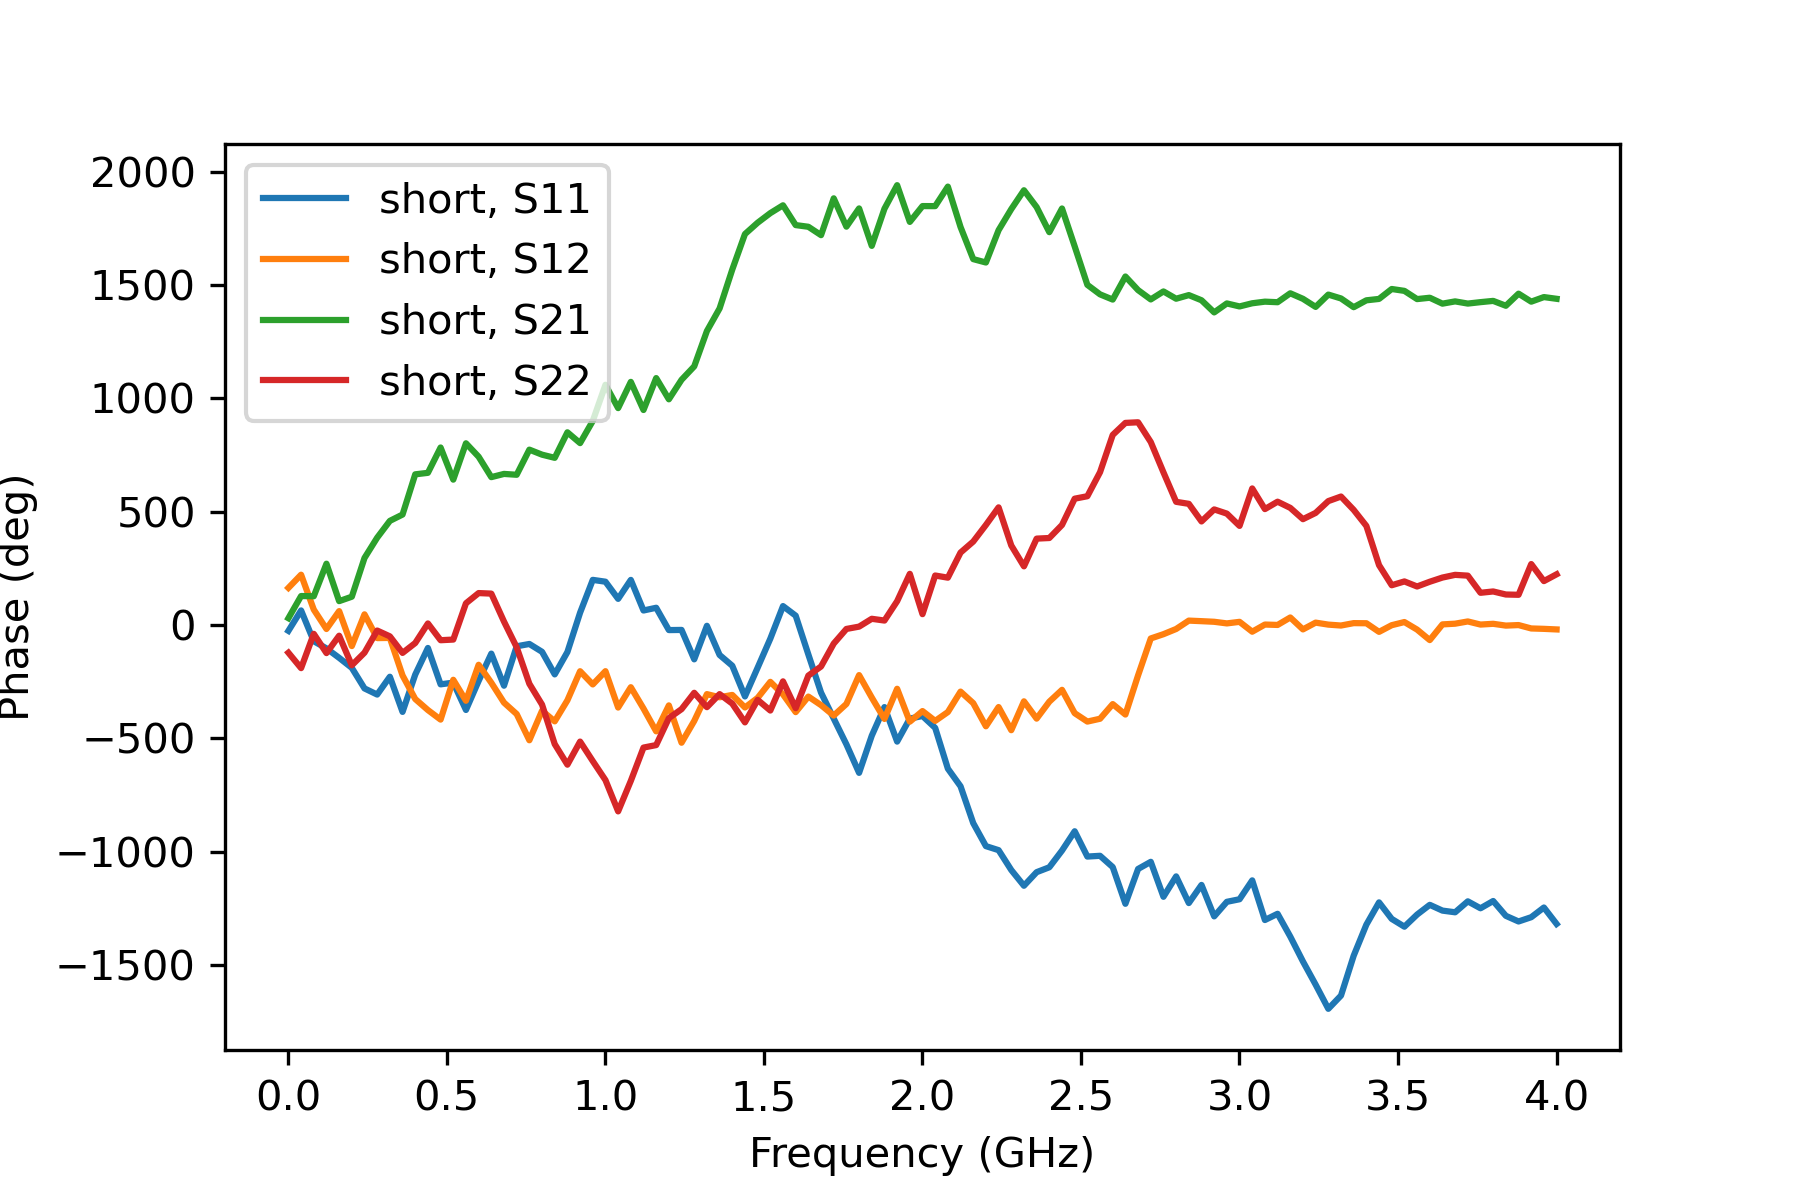 2000
1500
1000
500
0
−500
−1000
−1500
Phase (deg)
short, S11
short, S12
short, S21
short, S22
0.0 0.5 1.0 1.5 2.0 2.5 3.0 3.5 4.0
Frequency (GHz)